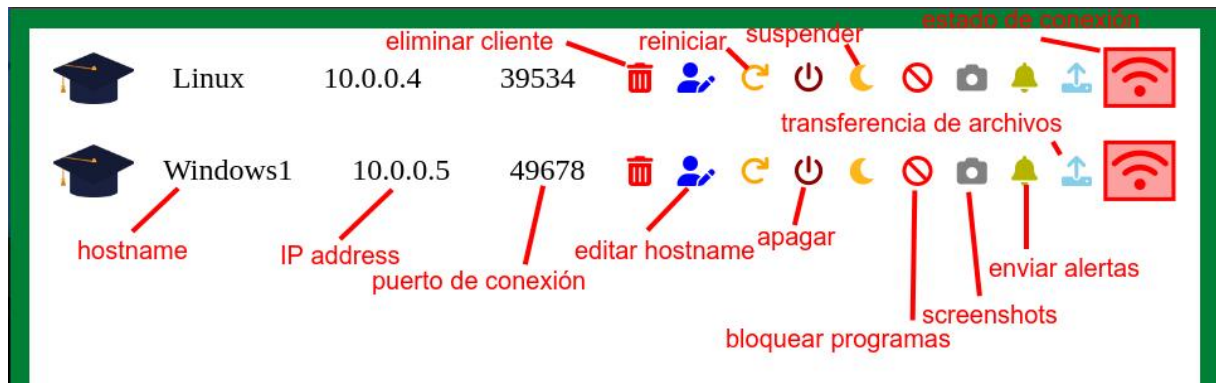 estado de conexión
eliminar cliente
reiniciar
suspender
Linux 10.0.0.4 39534
transferencia de archivos
Windows1 10.0.0.5 49678
hostname
IP address
puerto de conexión
editar hostname
apagar
enviar alertas
screenshots
bloquear programas